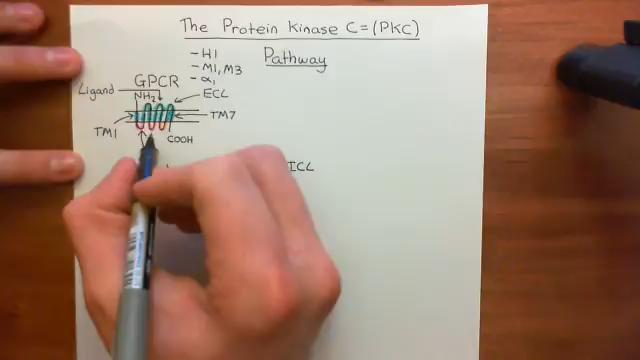 The Protein Kinase C=(PKC)
Pathway
- H1
- M1, M3
- α1
Ligand
GPCR
NH2
ECL
TM7
TM1
COOH
ICL